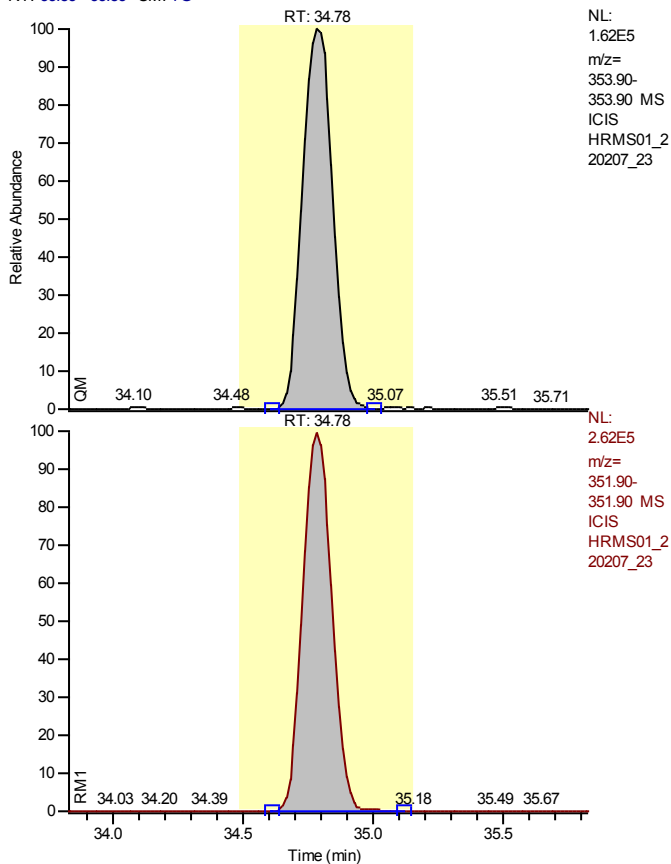 RT: 34.78
NL:
1.62E5
m/z=
353.90-
353.90 MS
ICIS
HRMS01_2
20207_23
100
90
80
70
60
50
40
30
20
10
0
Relative Abundance
QM
34.10
34.48
35.07
35.51
35.71
RT: 34.78
NL:
2.62E5
m/z=
351.90-
351.90 MS
ICIS
HRMS01_2
20207_23
100
90
80
70
60
50
40
30
20
10
0
RM1
34.03
34.20
34.39
35.18
35.49
35.67
34.0
34.5
35.0
35.5
Time (min)